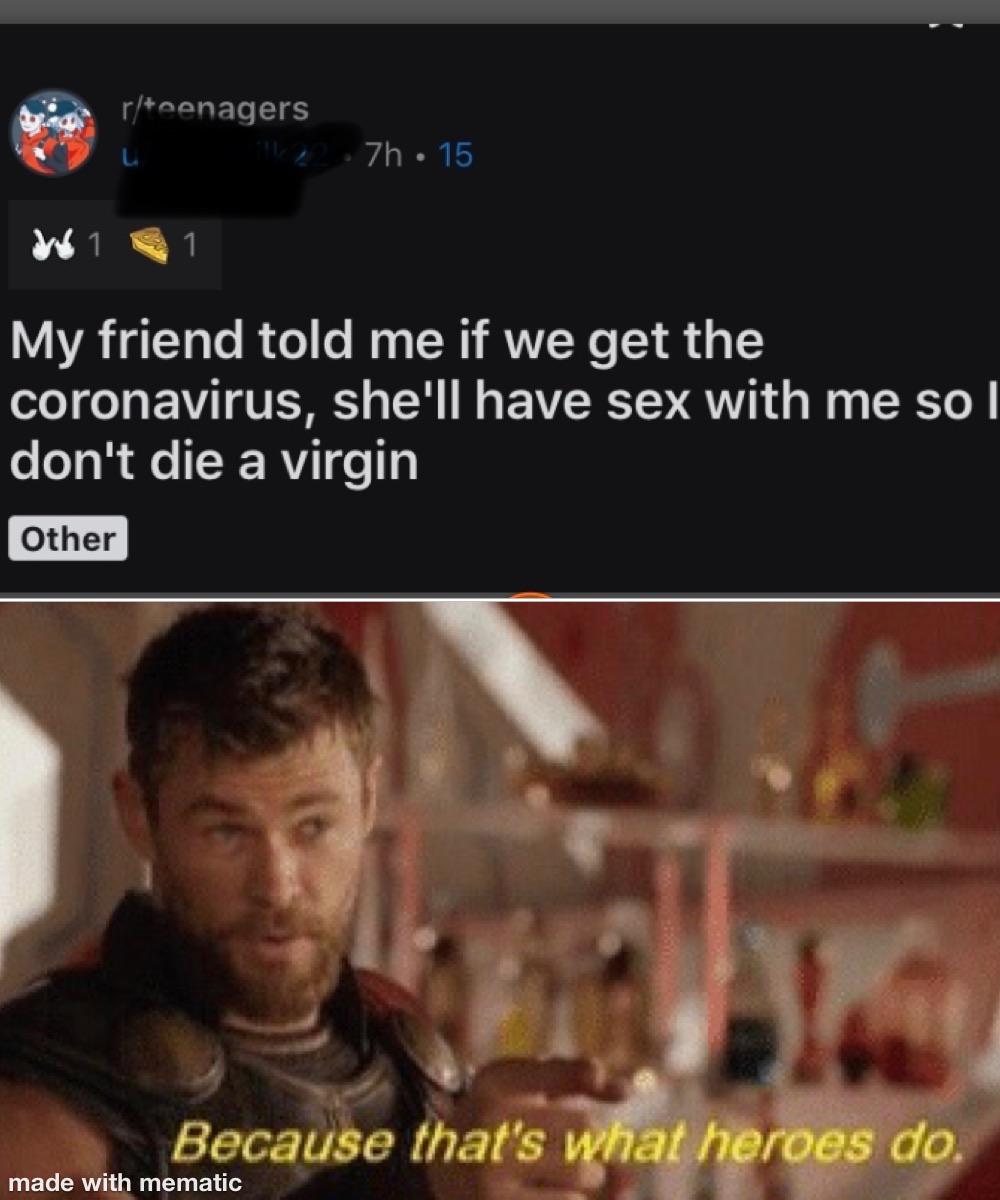 r/teenagers
7h • 15
1 1
My friend told me if we get the
coronavirus, she'll have sex with me so I
don't die a virgin
Other
Because that's what heroes do.
made with mematic